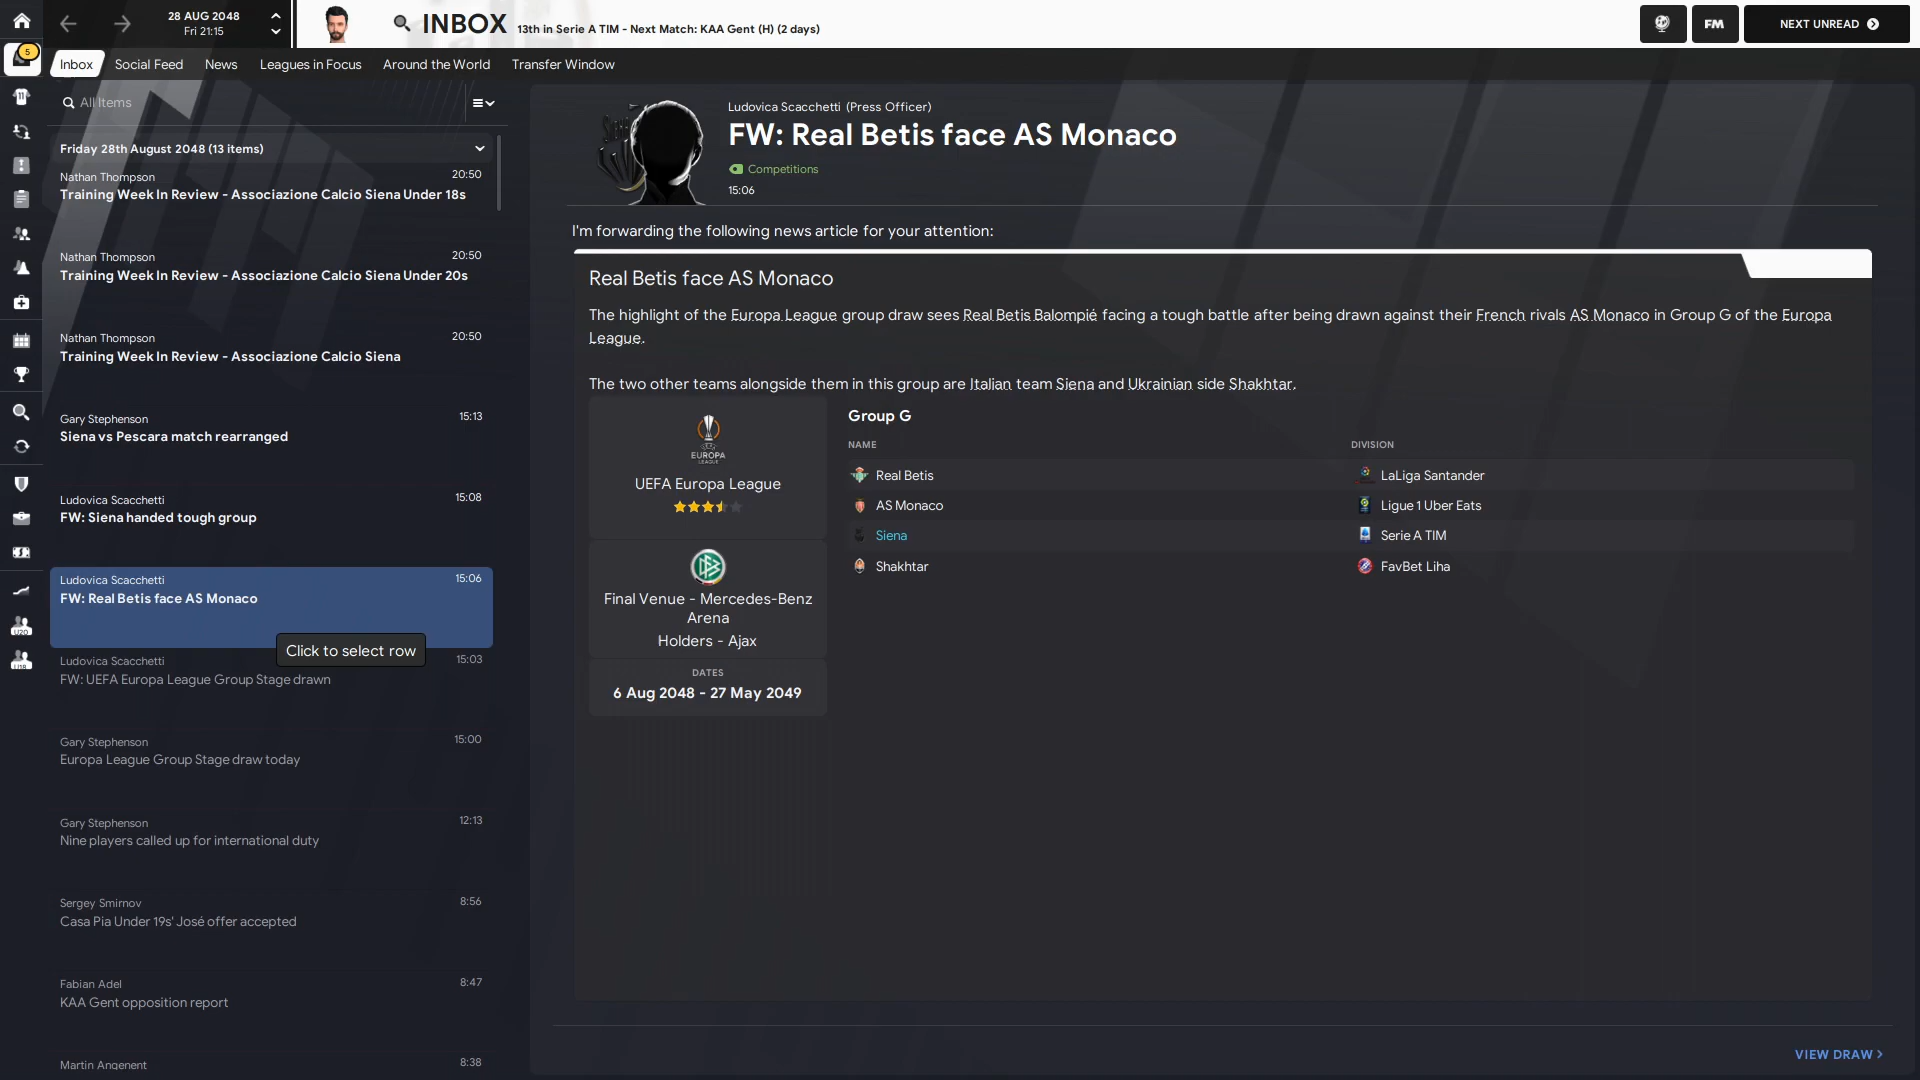 28 AUG 2048
Fri 21:15
INBOX
13th in Serie A TIM - Next Match: KAA Gent (H) (2 days)
FM
NEXT UNREAD
5
Inbox
Social Feed
News
Leagues in Focus
Around the World
Transfer Window
All Items
Friday 28th August 2048 (13 items)
Nathan Thompson
20:50
Training Week In Review - Associazione Calcio Siena Under 18s
Nathan Thompson
20:50
Training Week In Review - Associazione Calcio Siena Under 20s
Nathan Thompson
20:50
Training Week In Review - Associazione Calcio Siena
Gary Stephenson
15:13
Siena vs Pescara match rearranged
Ludovica Scacchetti
15:08
FW: Siena handed tough group
Ludovica Scacchetti
15:06
FW: Real Betis face AS Monaco
Click to select row
Ludovica Scacchetti
15:03
FW: UEFA Europa League Group Stage drawn
Gary Stephenson
15:00
Europa League Group Stage draw today
Gary Stephenson
12:13
Nine players called up for international duty
Sergey Smirnov
8:56
Casa Pia Under 19s' José offer accepted
Fabian Adel
8:47
KAA Gent opposition report
Martin Angenent
8:38
U20
U18
11
Ludovica Scacchetti (Press Officer)
FW: Real Betis face AS Monaco
Competitions
15:06
I'm forwarding the following news article for your attention:
Real Betis face AS Monaco
The highlight of the Europa League group draw sees Real Betis Balompié facing a tough battle after being drawn against their French rivals AS Monaco in Group G of the Europa
League.
The two other teams alongside them in this group are Italian team Siena and Ukrainian side Shakhtar.
EUROPA
LEAGUE
UEFA Europa League
Final Venue - Mercedes-Benz
Arena
Holders - Ajax
DATES
6 Aug 2048 - 27 May 2049
Group G
NAME
DIVISION
Real Betis
LaLiga Santander
AS Monaco
Ligue 1 Uber Eats
Siena
Serie A TIM
Shakhtar
FavBet Liha
VIEW DRAW >